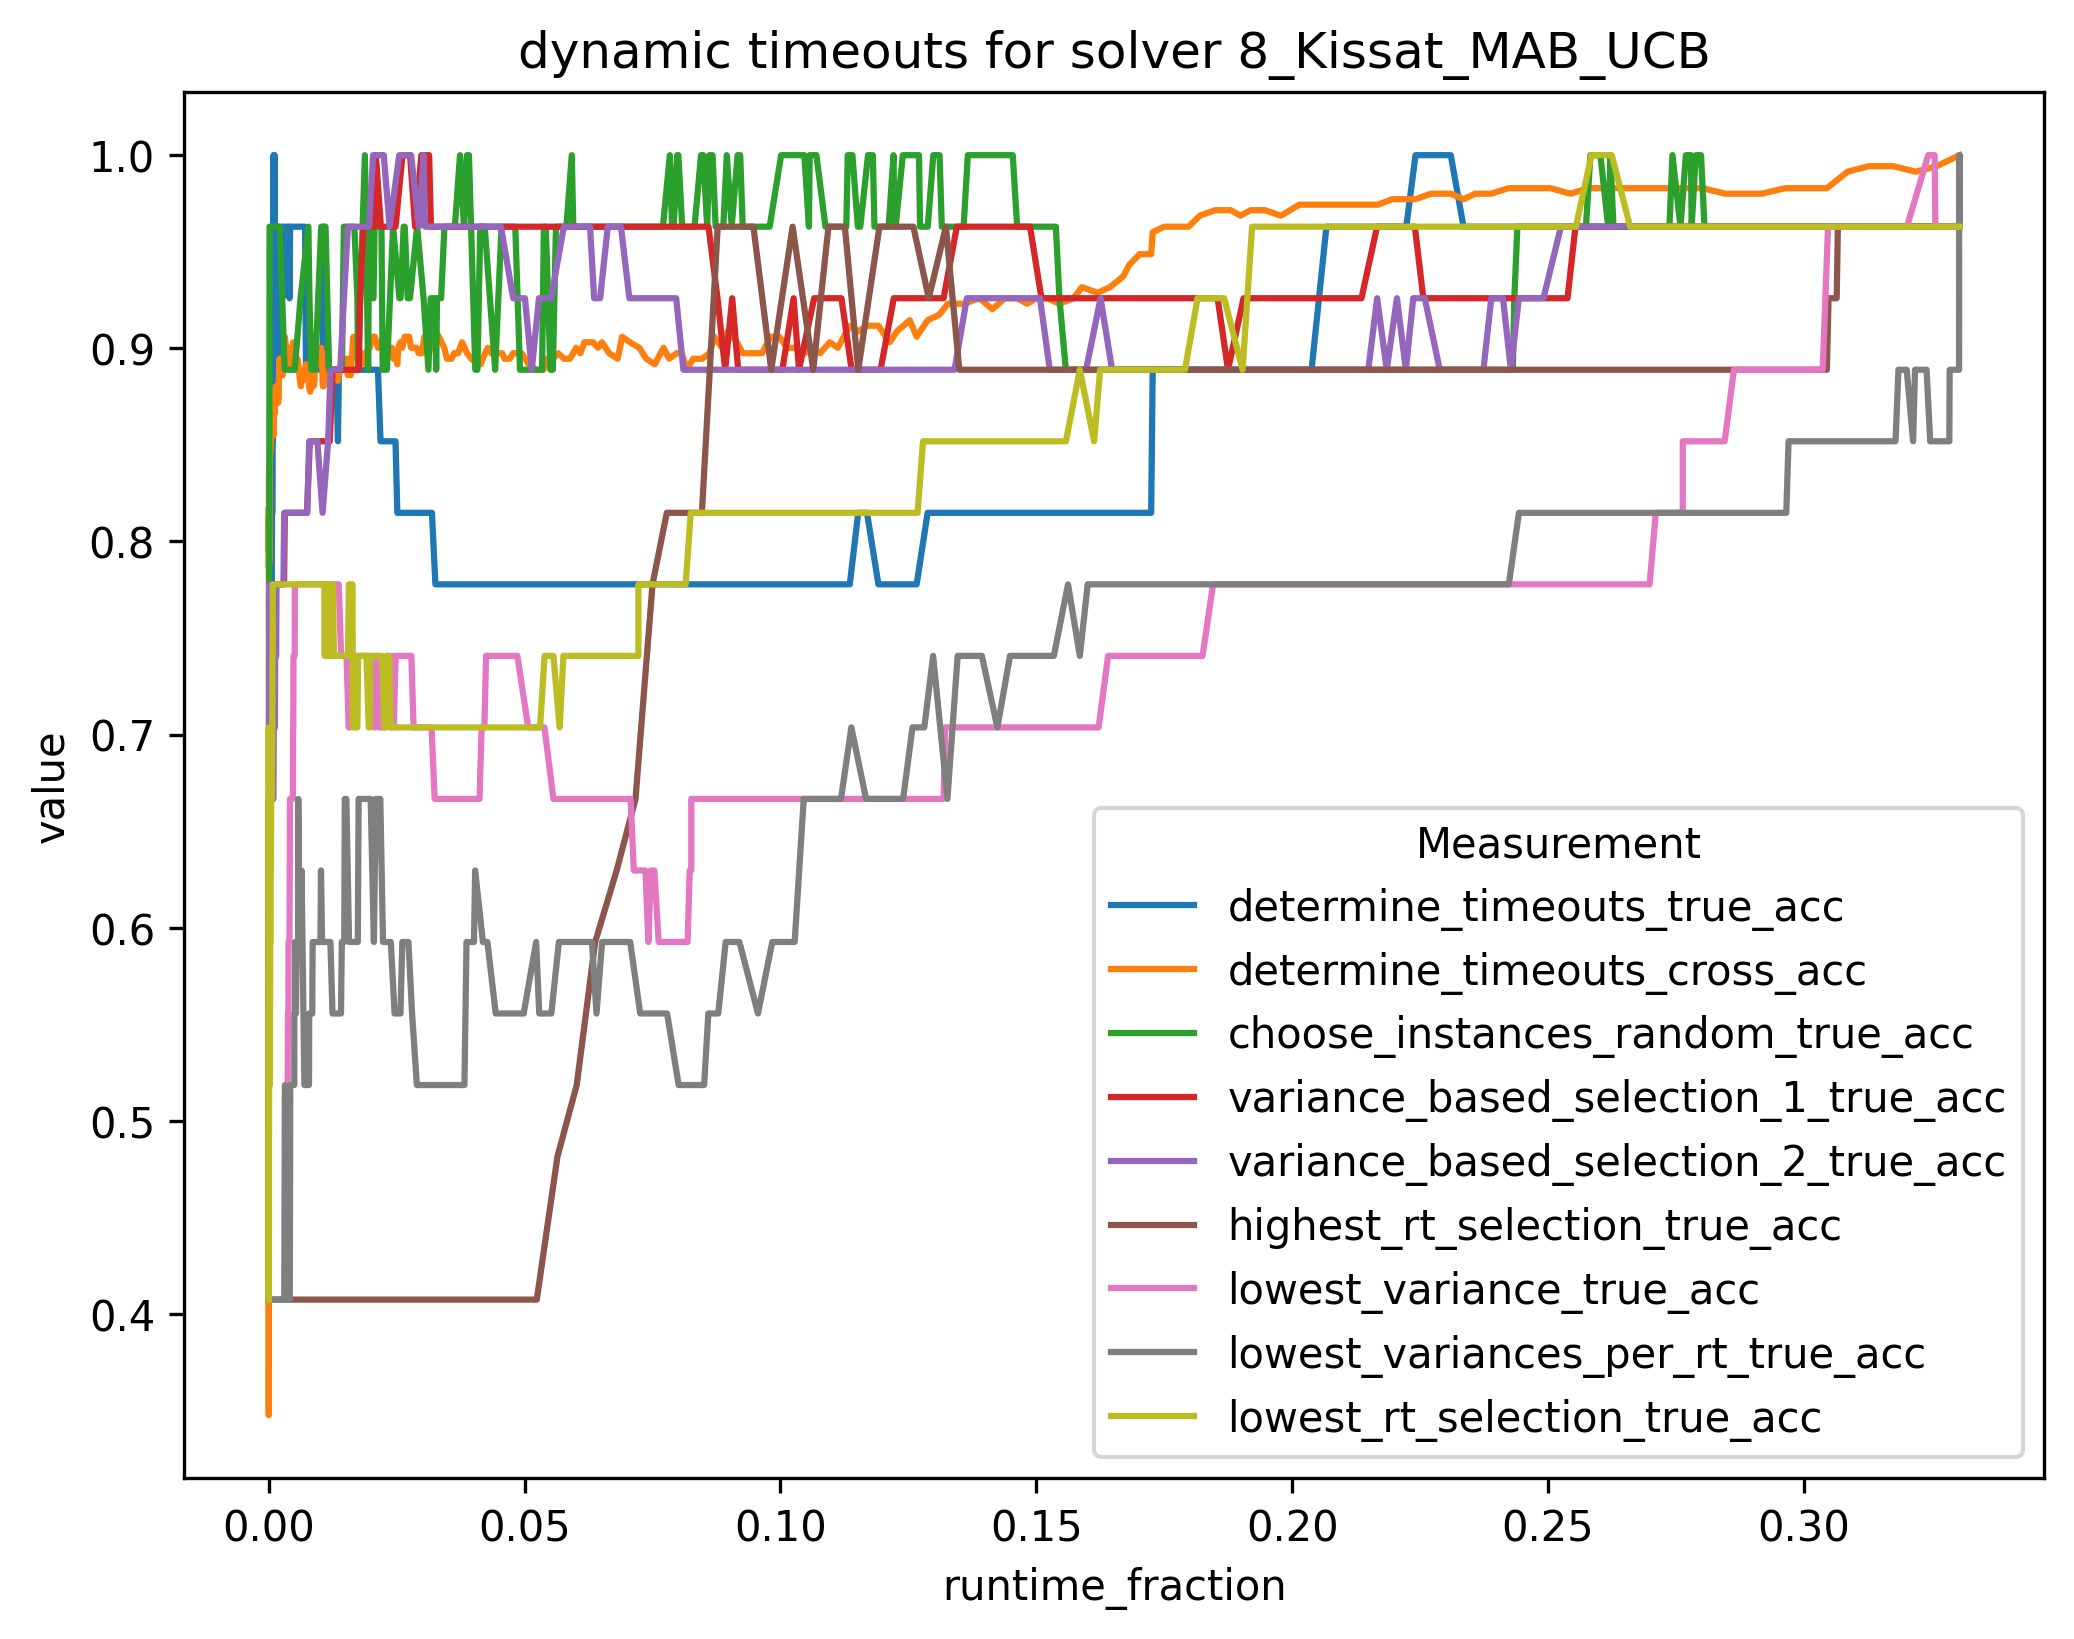 dynamic timeouts for solver 8_Kissat_MAB_UCB
1.0
0.9
0.8
0.7
0.6
0.5
0.4
value
Measurement
determine_timeouts_true_acc
determine_timeouts_cross_acc
choose_instances_random_true_acc
variance_based_selection_1_true_acc
variance_based_selection_2_true_acc
highest_rt_selection_true_acc
lowest_variance_true_acc
lowest_variances_per_rt_true_acc
lowest_rt_selection_true_acc
0.00 0.05 0.10 0.15 0.20 0.25 0.30
runtime_fraction